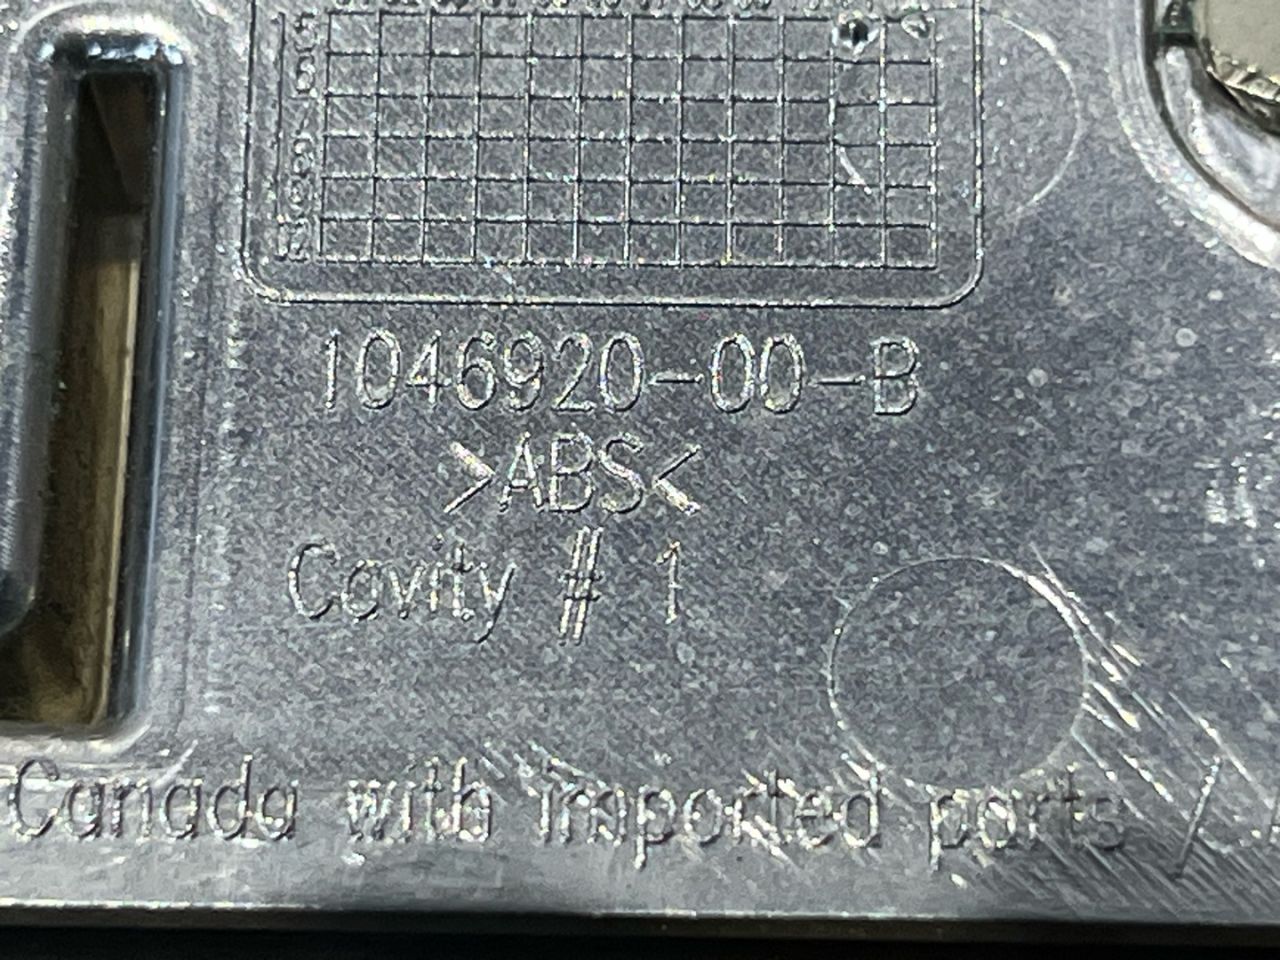 1046920-00-B
>ABS<
Cavity # 1
Canada with imported parts /